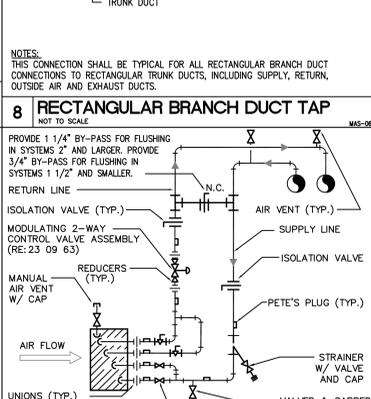 TRUNK DUCT
NOTES:
THIS CONNECTION SHALL BE TYPICAL FOR ALL RECTANGULAR BRANCH DUCT
CONNECTIONS TO RECTANGULAR TRUNK DUCTS, INCLUDING SUPPLY, RETURN,
OUTSIDE AIR AND EXHAUST DUCTS.
8 RECTANGULAR BRANCH DUCT TAP
NOT TO SCALE
MAS-06
PROVIDE 1 1/4" BY-PASS FOR FLUSHING
IN SYSTEMS 2" AND LARGER. PROVIDE
3/4" BY-PASS FOR FLUSHING IN
SYSTEMS 1 1/2" AND SMALLER.
RETURN LINE
N.C.
ISOLATION VALVE (TYP.)
AIR VENT (TYP.)
MODULATING 2-WAY
CONTROL VALVE ASSEMBLY
(RE: 23 09 63)
SUPPLY LINE
ISOLATION VALVE
REDUCERS
(TYP.)
MANUAL
AIR VENT
W/ CAP
PETE'S PLUG (TYP.)
AIR FLOW
STRAINER
W/ VALVE
AND CAP
UNIONS (TYP.)